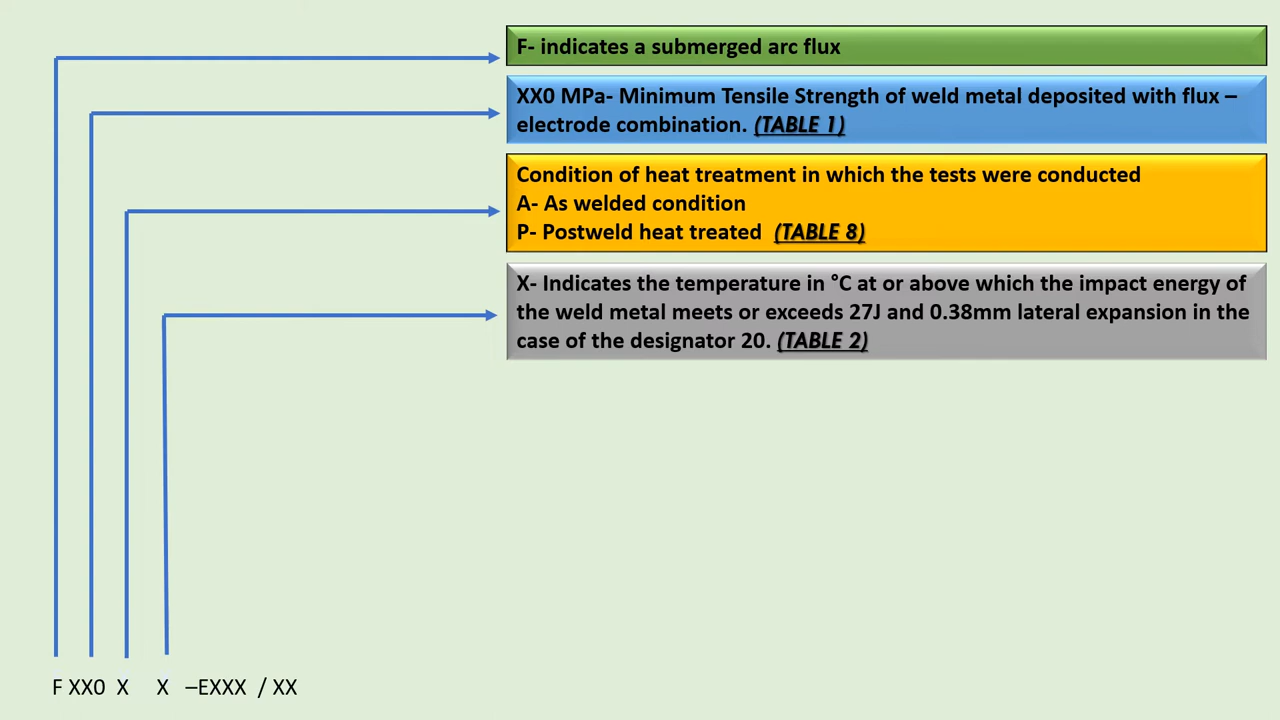 F- indicates a submerged arc flux
XX0 MPa- Minimum Tensile Strength of weld metal deposited with flux –
electrode combination. (TABLE 1)
Condition of heat treatment in which the tests were conducted
A- As welded condition
P- Postweld heat treated (TABLE 8)
X- Indicates the temperature in °C at or above which the impact energy of
the weld metal meets or exceeds 27J and 0.38mm lateral expansion in the
case of the designator 20. (TABLE 2)
F XX0 X X –EXXX / XX